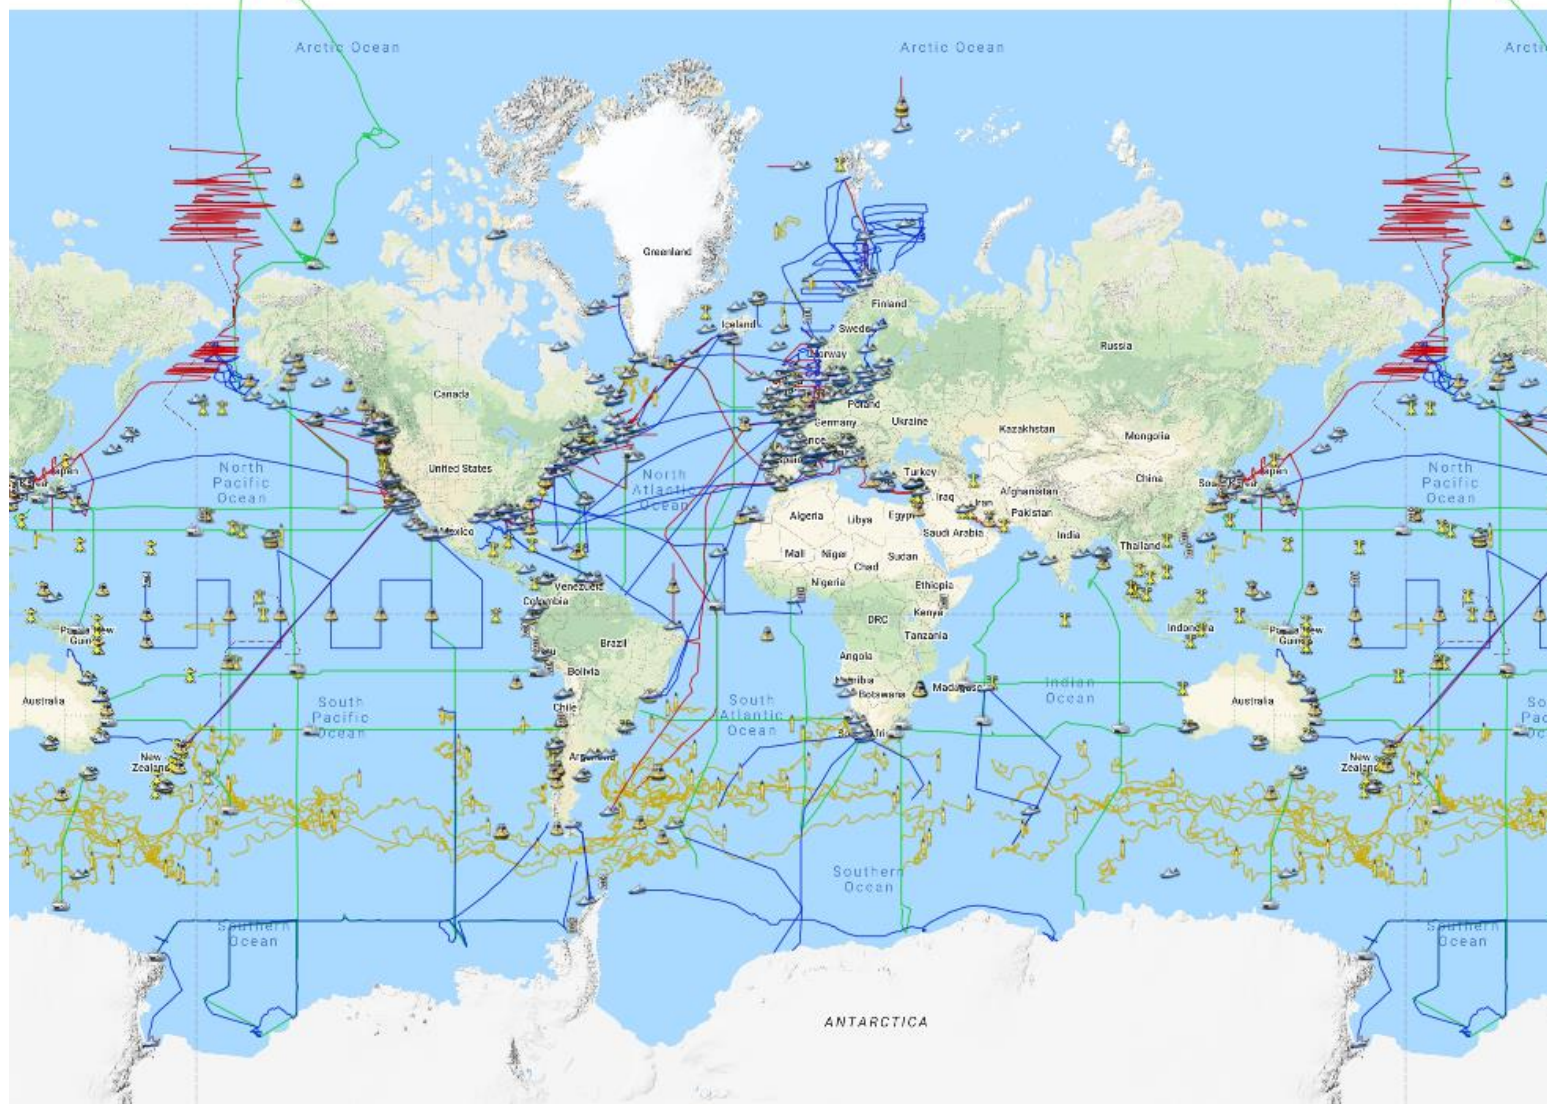 Arctic Ocean
Arctic Ocean
Greenland
Finland
Iceland
Norway
Russia
Canada
Poland
Germany
Ukraine
Kazakhstan
Mongolia
United States
North
Pacific
Ocean
North
Atlantic
Ocean
North
Pacific
Ocean
Turkey
China
Iraq
Iran
Afghanistan
Pakistan
Algeria
Libya
Egypt
Saudi Arabia
India
Mexico
Mali
Niger
Chad
Sudan
Thailand
Nigeria
Ethiopia
Venezuela
Colombia
Kenya
DRC
Tanzania
Brazil
Angola
Bolivia
Botswana
Madagascar
Indian
Ocean
Australia
Australia
South
Pacific
Ocean
South
Atlantic
Ocean
Chile
New
Zealand
New
Zealand
Southern
Ocean
Southern
Ocean
Southern
Ocean
ANTARCTICA